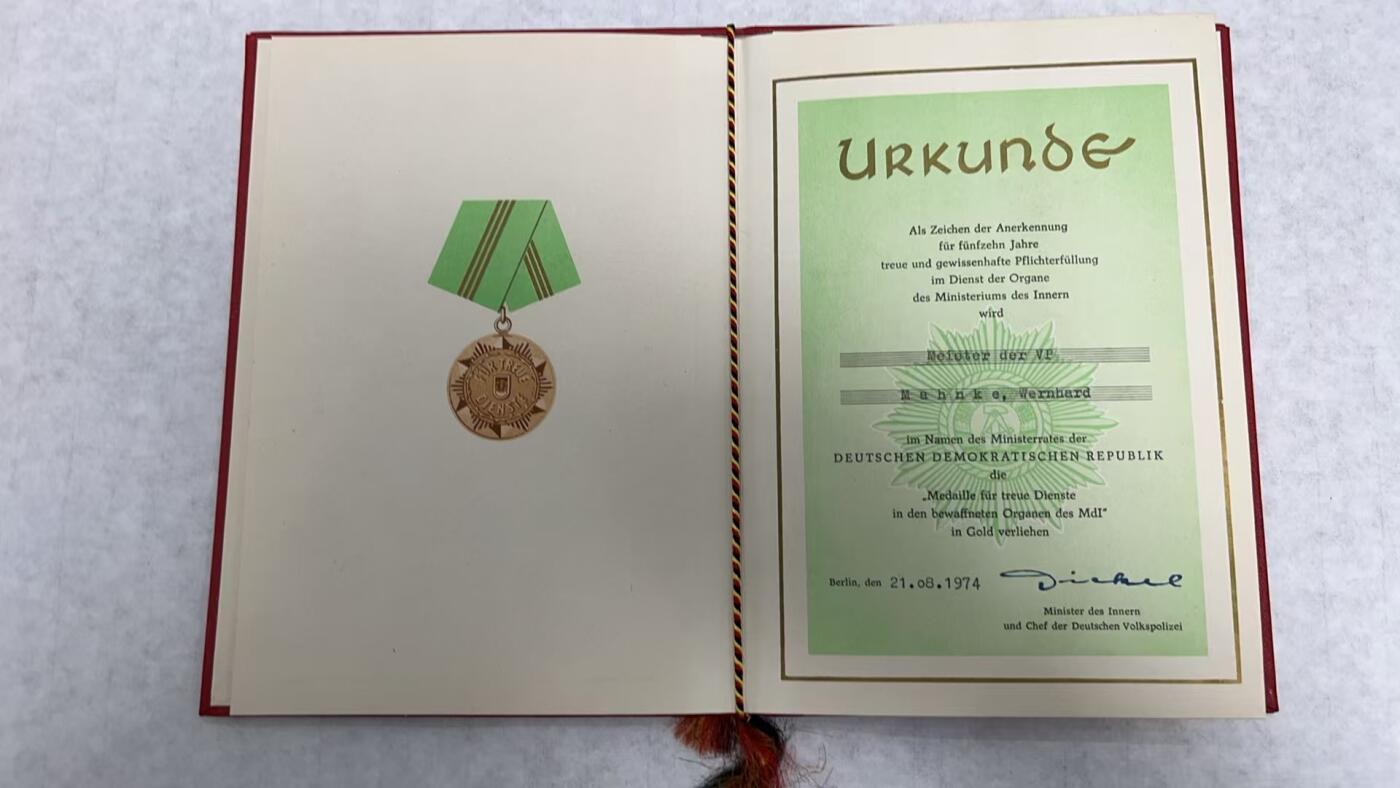 FÜR TREUE
DIENSTE
Urkunde
Als Zeichen der Anerkennung
für fünfzehn Jahre
treue und gewissenhafte Pflichterfüllung
im Dienst der Organe
des Ministeriums des Innern
wird
Meister der VP
M a h n k e, Wernhard
im Namen des Ministerrates der
DEUTSCHEN DEMOKRATISCHEN REPUBLIK
die
„Medaille für treue Dienste
in den bewaffneten Organen des MdI"
in Gold verliehen
Berlin, den 21.08.1974 Dickel
Minister des Innern
und Chef der Deutschen Volkspolizei